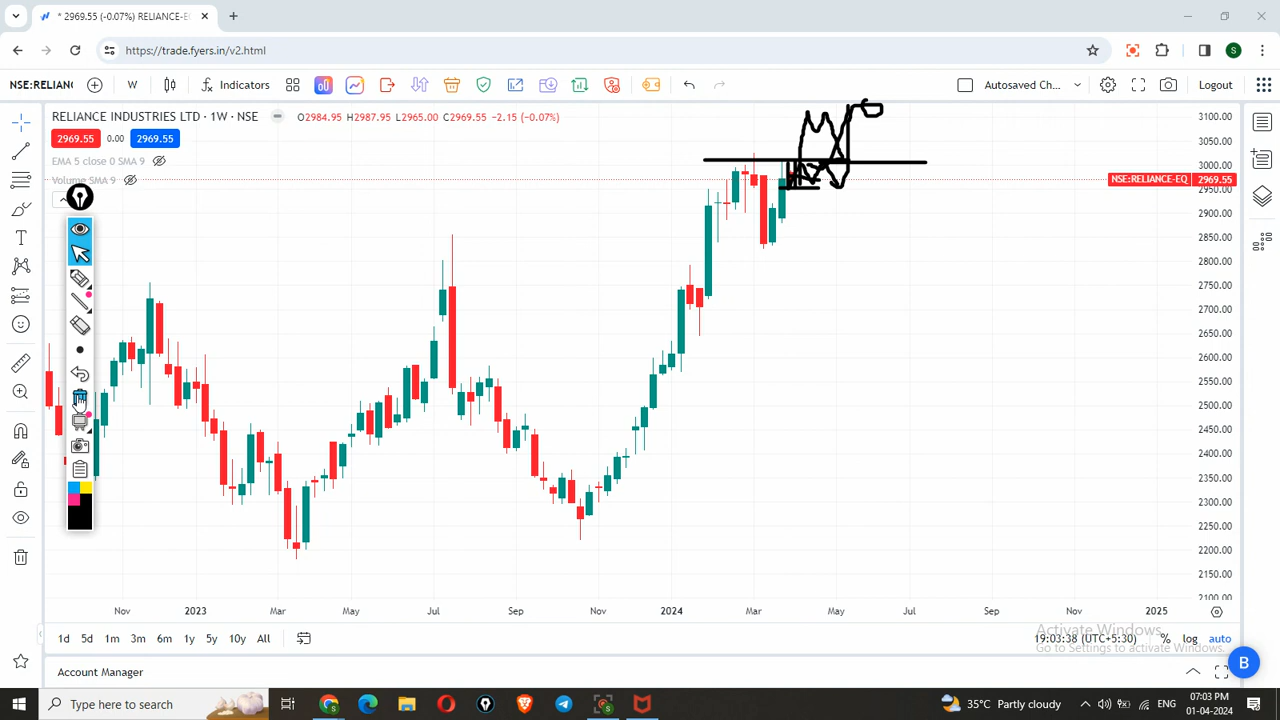 * 2969.55 (-0.07%) RELIANCE-EQ
https://trade.fyers.in/v2.html
S
NSE:RELIAN
W
Indicators
Autosaved Ch...
Logout
RELIANCE INDUSTRIES LTD · 1W · NSE
O2984.95 H2987.95 L2965.00 C2969.55 -2.15 (-0.07%)
2969.55 0.00 2969.55
EMA 5 close 0 SMA 9
Volume SMA 9
3100.00
3050.00
3000.00
NSE:RELIANCE-EQ 2969.55
2950.00
2900.00
2850.00
2800.00
2750.00
2700.00
2650.00
2600.00
2550.00
2500.00
2450.00
2400.00
2350.00
2300.00
2250.00
2200.00
2150.00
2100.00
Nov 2023 Mar May Jul Sep Nov 2024 Mar May Jul Sep Nov 2025
1d 5d 1m 3m 6m 1y 5y 10y All
19:03:38 (UTC+5:30) % log auto
Activate Windows
Go to Settings to activate Windows.
Account Manager
B
Type here to search
35°C Partly cloudy
ENG
07:03 PM
01-04-2024